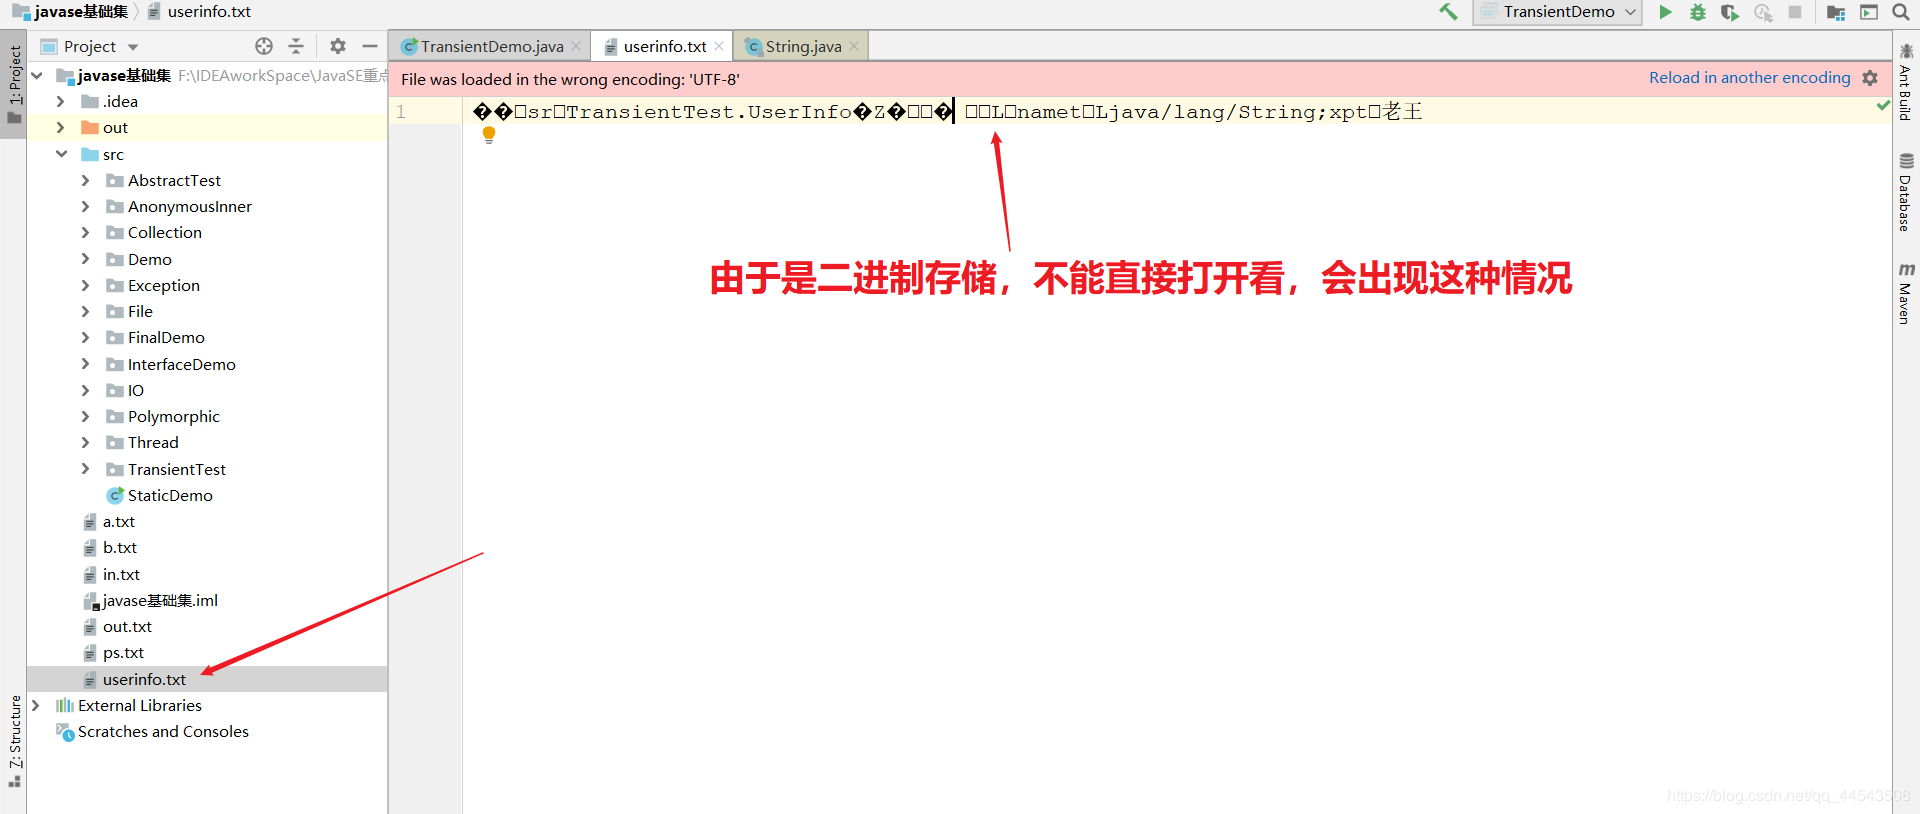 javase基础集 userinfo.txt TransientDemo
1: Project
Project
TransientDemo.java userinfo.txt String.java
javase基础集 F:\IDEAworkSpace\JavaSE重点
File was loaded in the wrong encoding: 'UTF-8' Reload in another encoding
.idea
1 ��□sr□TransientTest.UserInfo�Z�□□� □□L□namet□Ljava/lang/String;xpt□老王
out
src
AbstractTest
AnonymousInner
Collection
Demo
Exception
File
FinalDemo
InterfaceDemo
IO
Polymorphic
Thread
TransientTest
StaticDemo
a.txt
b.txt
in.txt
javase基础集.iml
out.txt
ps.txt
userinfo.txt
External Libraries
Scratches and Consoles
由于是二进制存储，不能直接打开看，会出现这种情况
Ant Build
Database
m Maven
Z: Structure
https://blog.csdn.net/qq_44543508